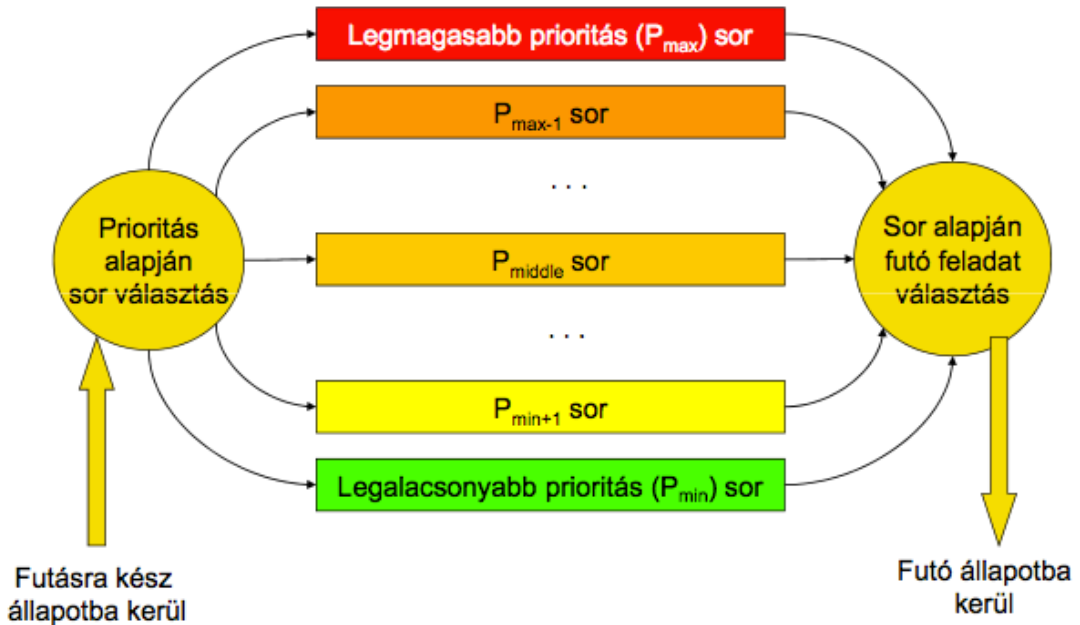 Legmagasabb prioritás (Pmax) sor
Pmax-1 sor
. . .
Prioritás
alapján
sor választás
Pmiddle sor
Sor alapján
futó feladat
választás
. . .
Pmin+1 sor
Legalacsonyabb prioritás (Pmin) sor
Futásra kész
állapotba kerül
Futó állapotba
kerül